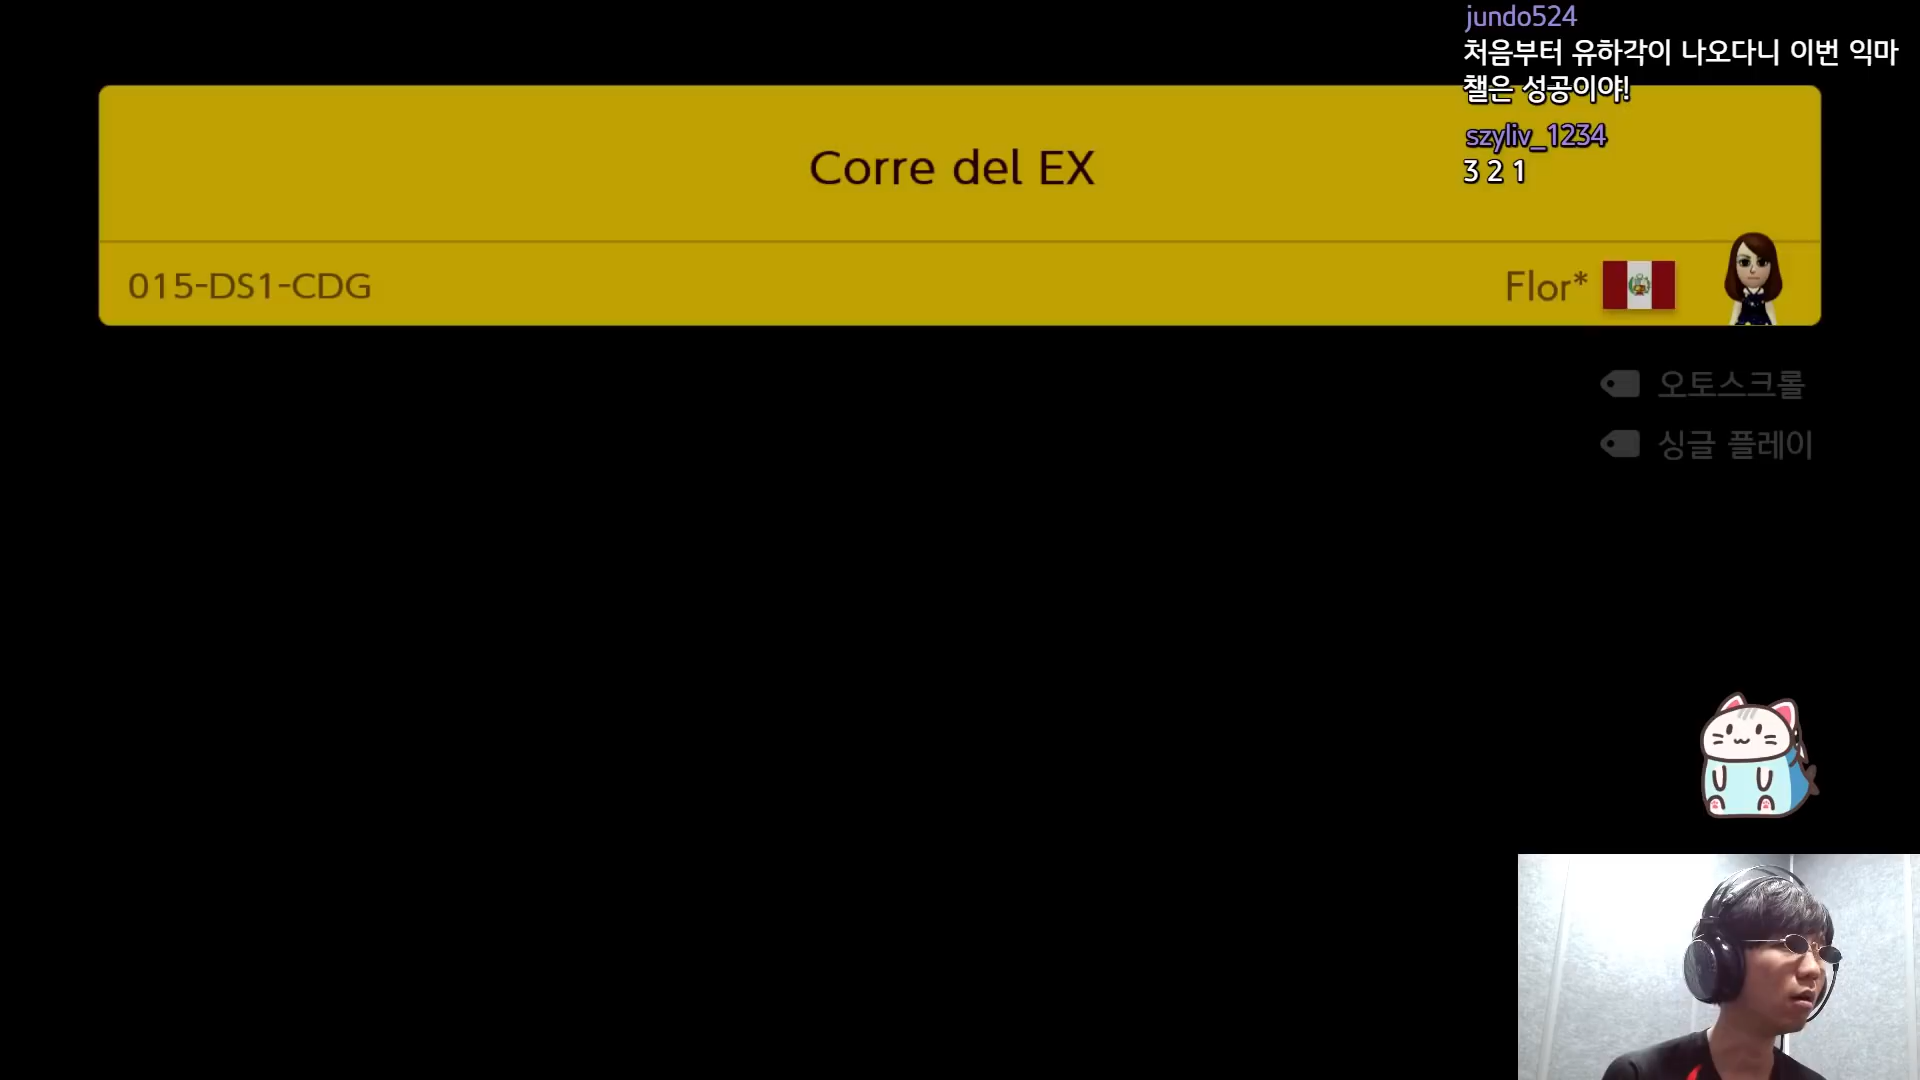 jundo524
처음부터 유하각이 나오다니 이번 익마
챌은 성공이야!
szyliv_1234
3 2 1
Corre del EX
015-DS1-CDG
Flor*
오토스크롤
싱글 플레이